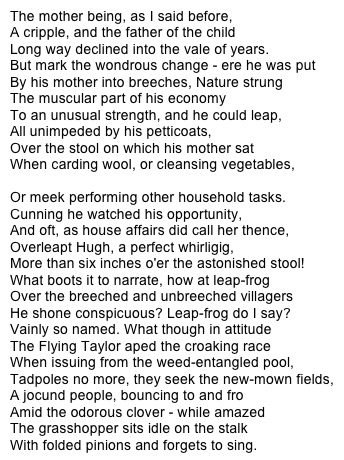 The mother being, as I said before,
A cripple, and the father of the child
Long way declined into the vale of years.
But mark the wondrous change - ere he was put
By his mother into breeches, Nature strung
The muscular part of his economy
To an unusual strength, and he could leap,
All unimpeded by his petticoats,
Over the stool on which his mother sat
When carding wool, or cleansing vegetables,
Or meek performing other household tasks.
Cunning he watched his opportunity,
And oft, as house affairs did call her thence,
Overleapt Hugh, a perfect whirligig,
More than six inches o'er the astonished stool!
What boots it to narrate, how at leap-frog
Over the breeched and unbreeched villagers
He shone conspicuous? Leap-frog do I say?
Vainly so named. What though in attitude
The Flying Taylor aped the croaking race
When issuing from the weed-entangled pool,
Tadpoles no more, they seek the new-mown fields,
A jocund people, bouncing to and fro
Amid the odorous clover - while amazed
The grasshopper sits idle on the stalk
With folded pinions and forgets to sing.